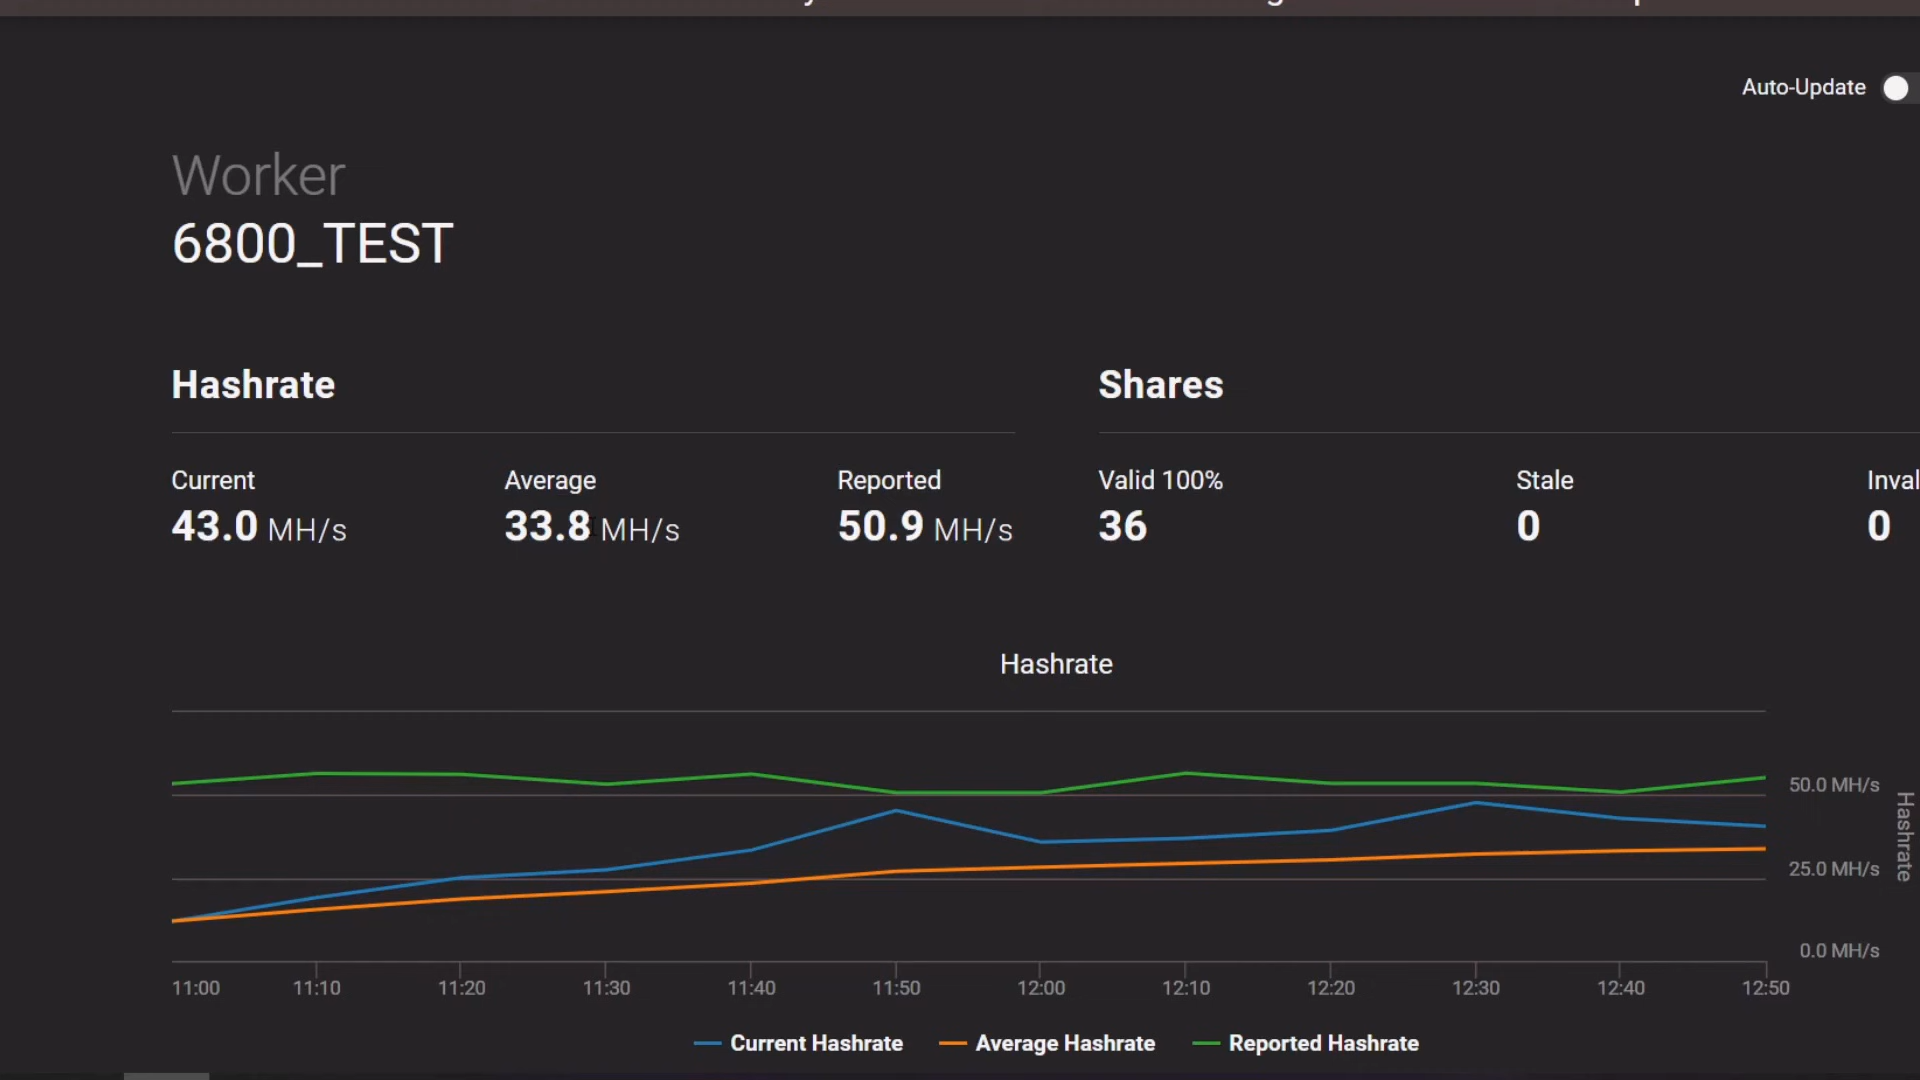 Auto-Update
Worker
6800_TEST
Hashrate
Current
43.0 MH/s
Average
33.8 MH/s
Reported
50.9 MH/s
Shares
Valid 100%
36
Stale
0
Inval
0
Hashrate
50.0 MH/s
25.0 MH/s
0.0 MH/s
Hashrate
11:00 11:10 11:20 11:30 11:40 11:50 12:00 12:10 12:20 12:30 12:40 12:50
Current Hashrate Average Hashrate Reported Hashrate